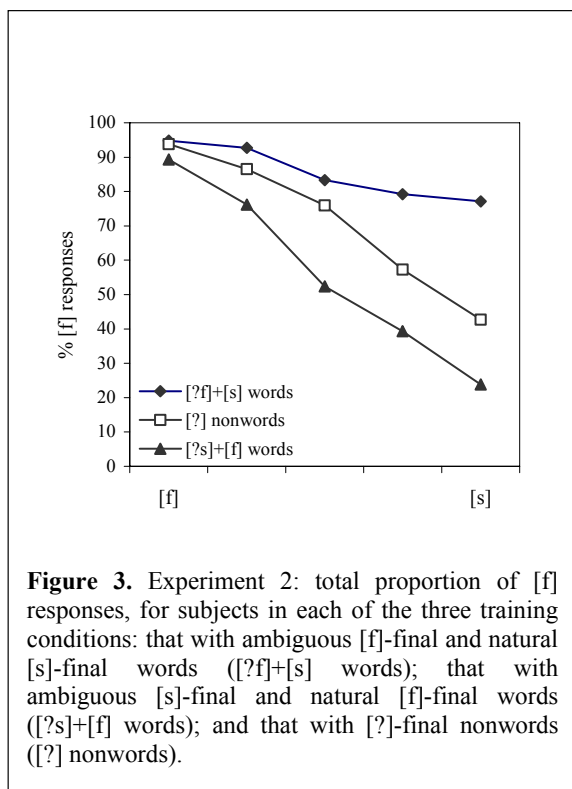 100
90
80
70
60
50
40
30
20
10
0
% [f] responses
[?f]+[s] words
[?] nonwords
[?s]+[f] words
[f] [s]
Figure 3. Experiment 2: total proportion of [f]
responses, for subjects in each of the three training
conditions: that with ambiguous [f]-final and natural
[s]-final words ([?f]+[s] words); that with
ambiguous [s]-final and natural [f]-final words
([?s]+[f] words); and that with [?]-final nonwords
([?] nonwords).